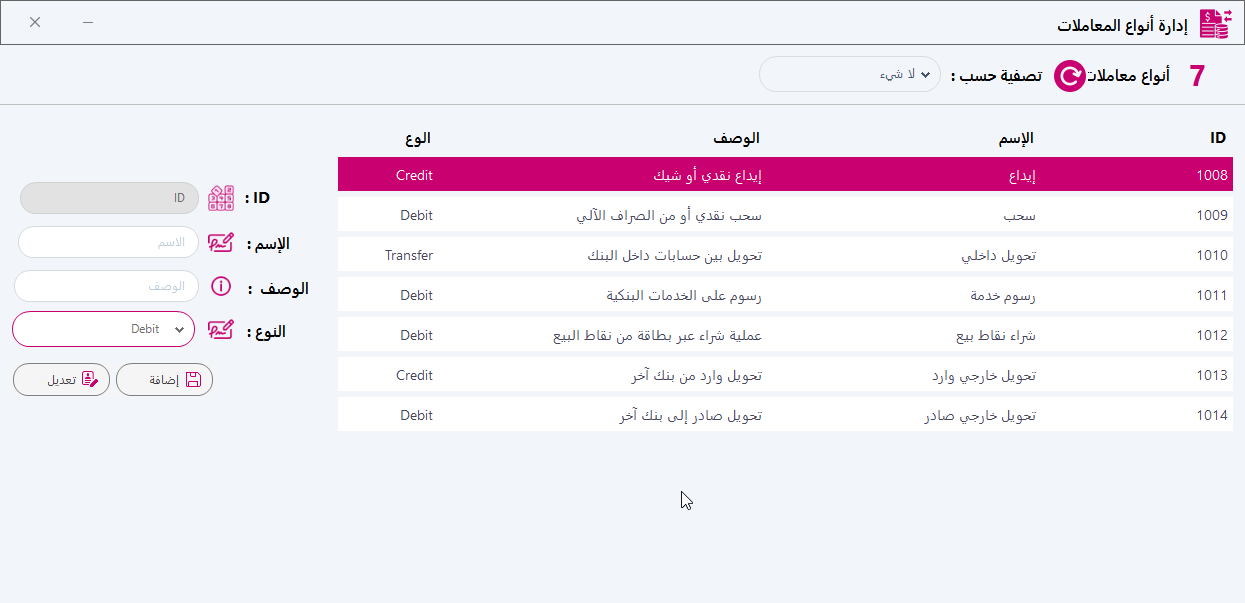 إدارة أنواع المعاملات
7 أنواع معاملات تصفية حسب : لا شيء
ID الإسم الوصف الوع
1008 إيداع إيداع نقدي أو شيك Credit
1009 سحب سحب نقدي أو من الصراف الآلي Debit
1010 تحويل داخلي تحويل بين حسابات داخل البنك Transfer
1011 رسوم خدمة رسوم على الخدمات البنكية Debit
1012 شراء نقاط بيع عملية شراء عبر بطاقة من نقاط البيع Debit
1013 تحويل خارجي وارد تحويل وارد من بنك آخر Credit
1014 تحويل خارجي صادر تحويل صادر إلى بنك آخر Debit
ID : ID
الإسم : الاسم
الوصف : الوصف
النوع : Debit
إضافة تعديل